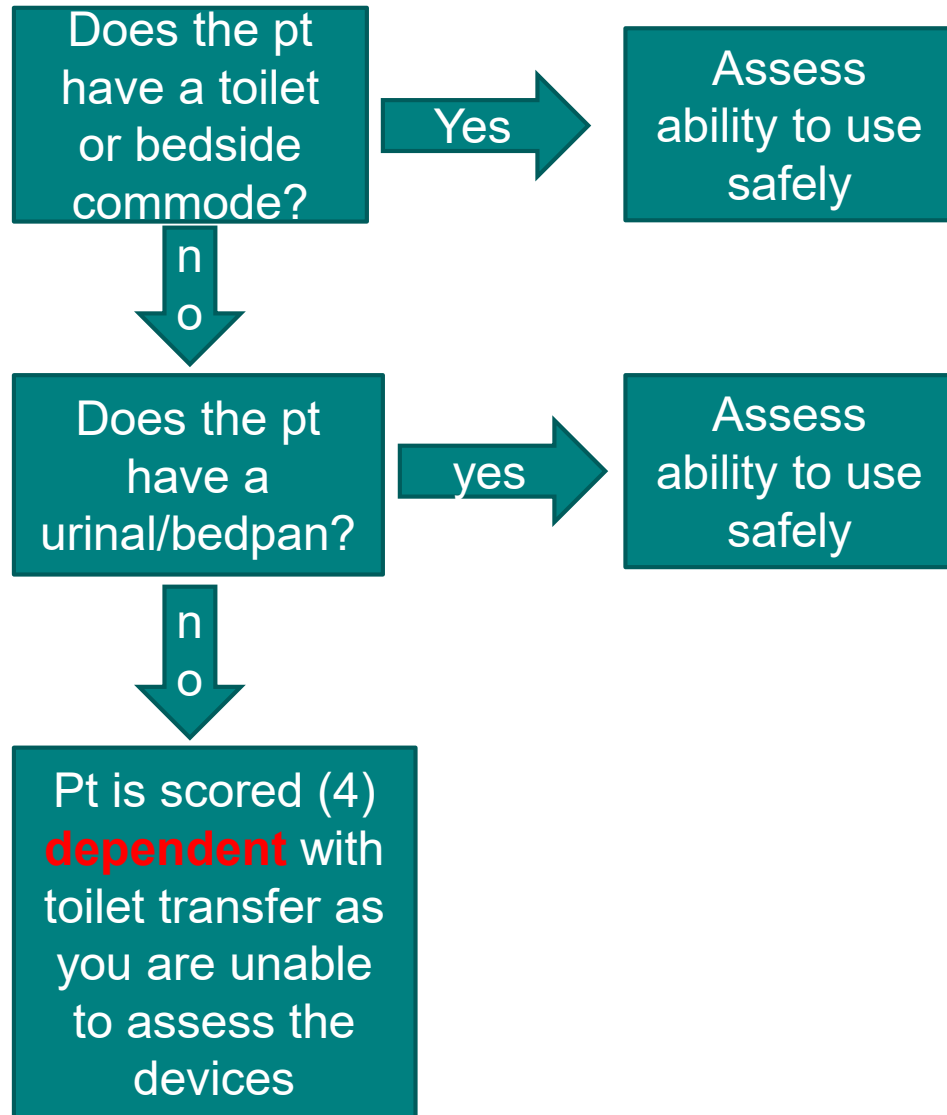 Does the pt
have a toilet
or bedside
commode?
Yes
Assess
ability to use
safely
n
o
Does the pt
have a
urinal/bedpan?
yes
Assess
ability to use
safely
n
o
Pt is scored (4)
dependent with
toilet transfer as
you are unable
to assess the
devices